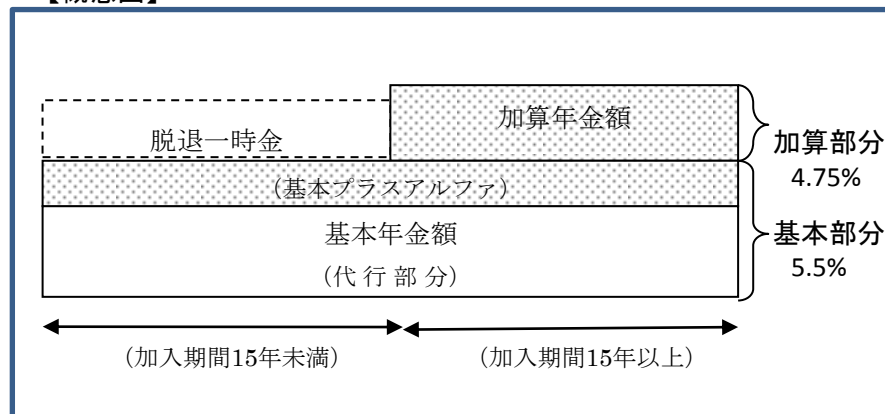 加算年金額
脱退一時金
加算部分
4.75%
(基本プラスアルファ)
基本年金額
(代 行 部 分)
基本部分
5.5%
(加入期間15年未満)
(加入期間15年以上)